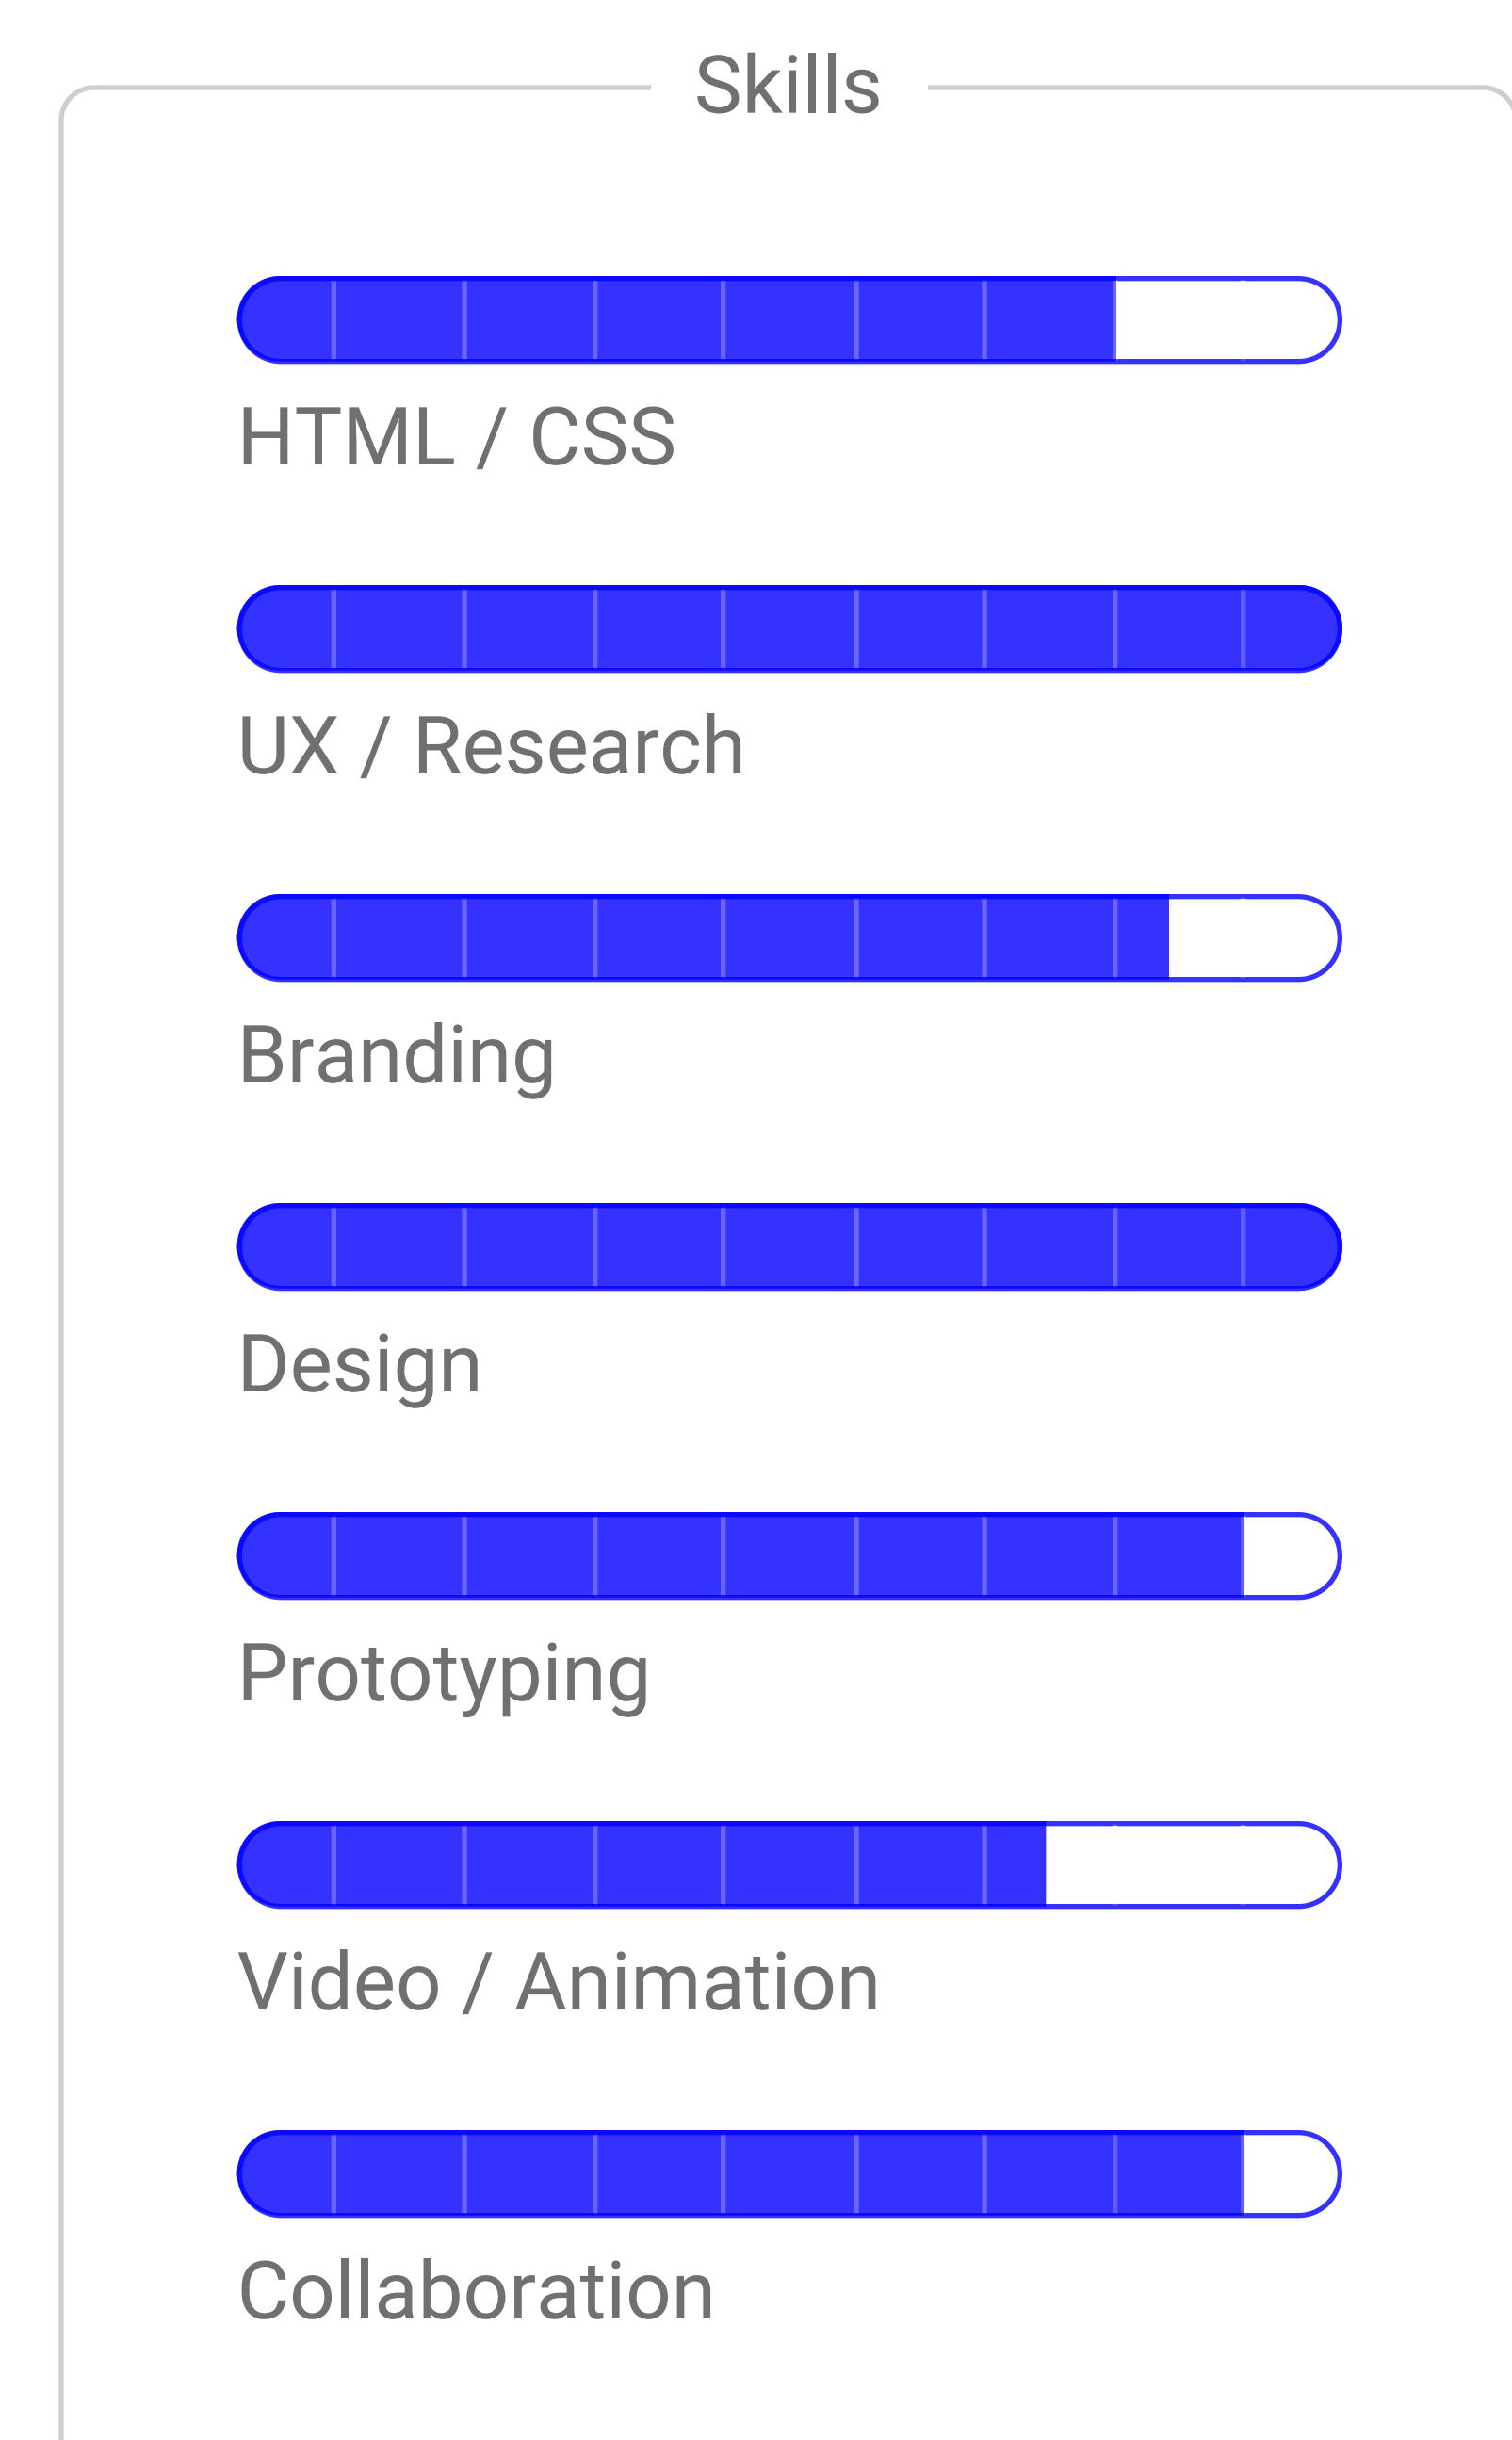 Skills
HTML / CSS
UX / Research
Branding
Design
Prototyping
Video / Animation
Collaboration